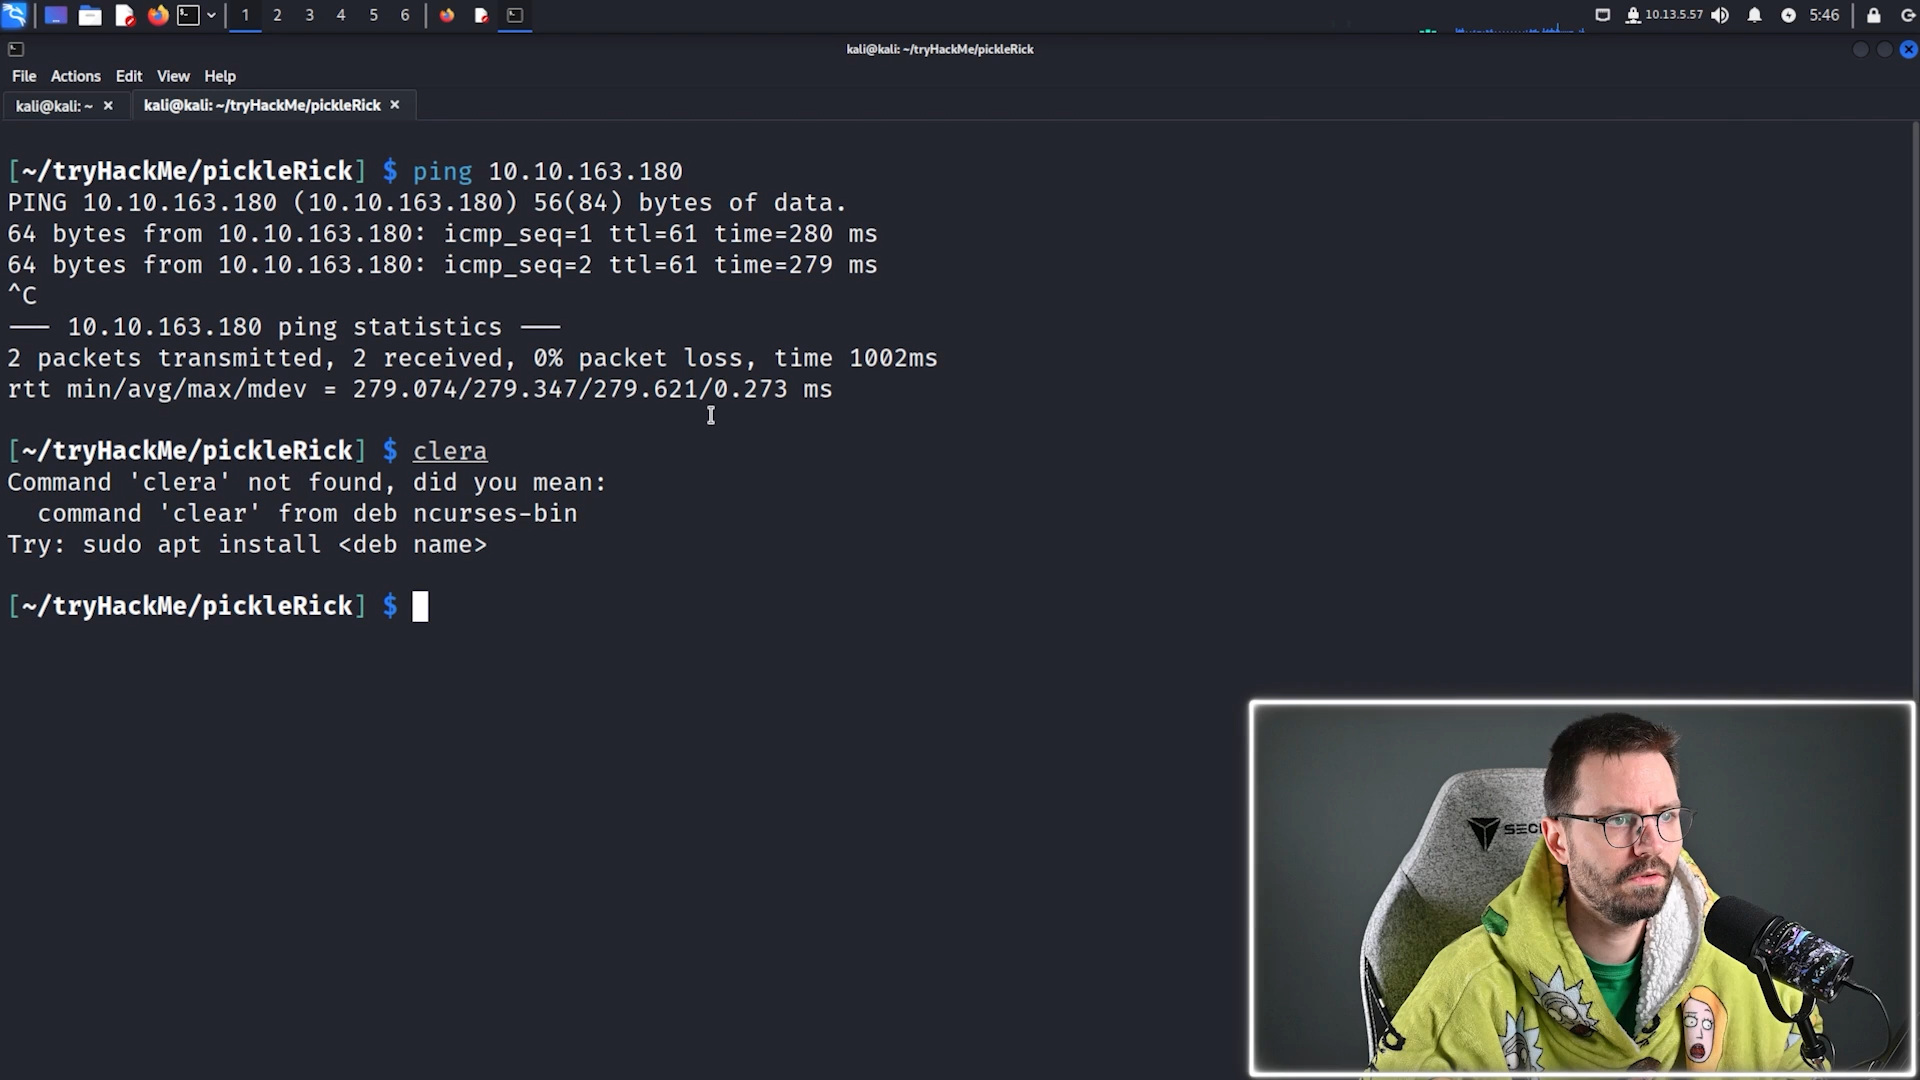 1 2 3 4 5 6 10.13.5.57 5:46
kali@kali: ~/tryHackMe/pickleRick
File Actions Edit View Help
kali@kali: ~ × kali@kali: ~/tryHackMe/pickleRick ×
[~/tryHackMe/pickleRick] $ ping 10.10.163.180
PING 10.10.163.180 (10.10.163.180) 56(84) bytes of data.
64 bytes from 10.10.163.180: icmp_seq=1 ttl=61 time=280 ms
64 bytes from 10.10.163.180: icmp_seq=2 ttl=61 time=279 ms
^C
--- 10.10.163.180 ping statistics ---
2 packets transmitted, 2 received, 0% packet loss, time 1002ms
rtt min/avg/max/mdev = 279.074/279.347/279.621/0.273 ms
[~/tryHackMe/pickleRick] $ clera
Command 'clera' not found, did you mean:
command 'clear' from deb ncurses-bin
Try: sudo apt install <deb name>
[~/tryHackMe/pickleRick] $